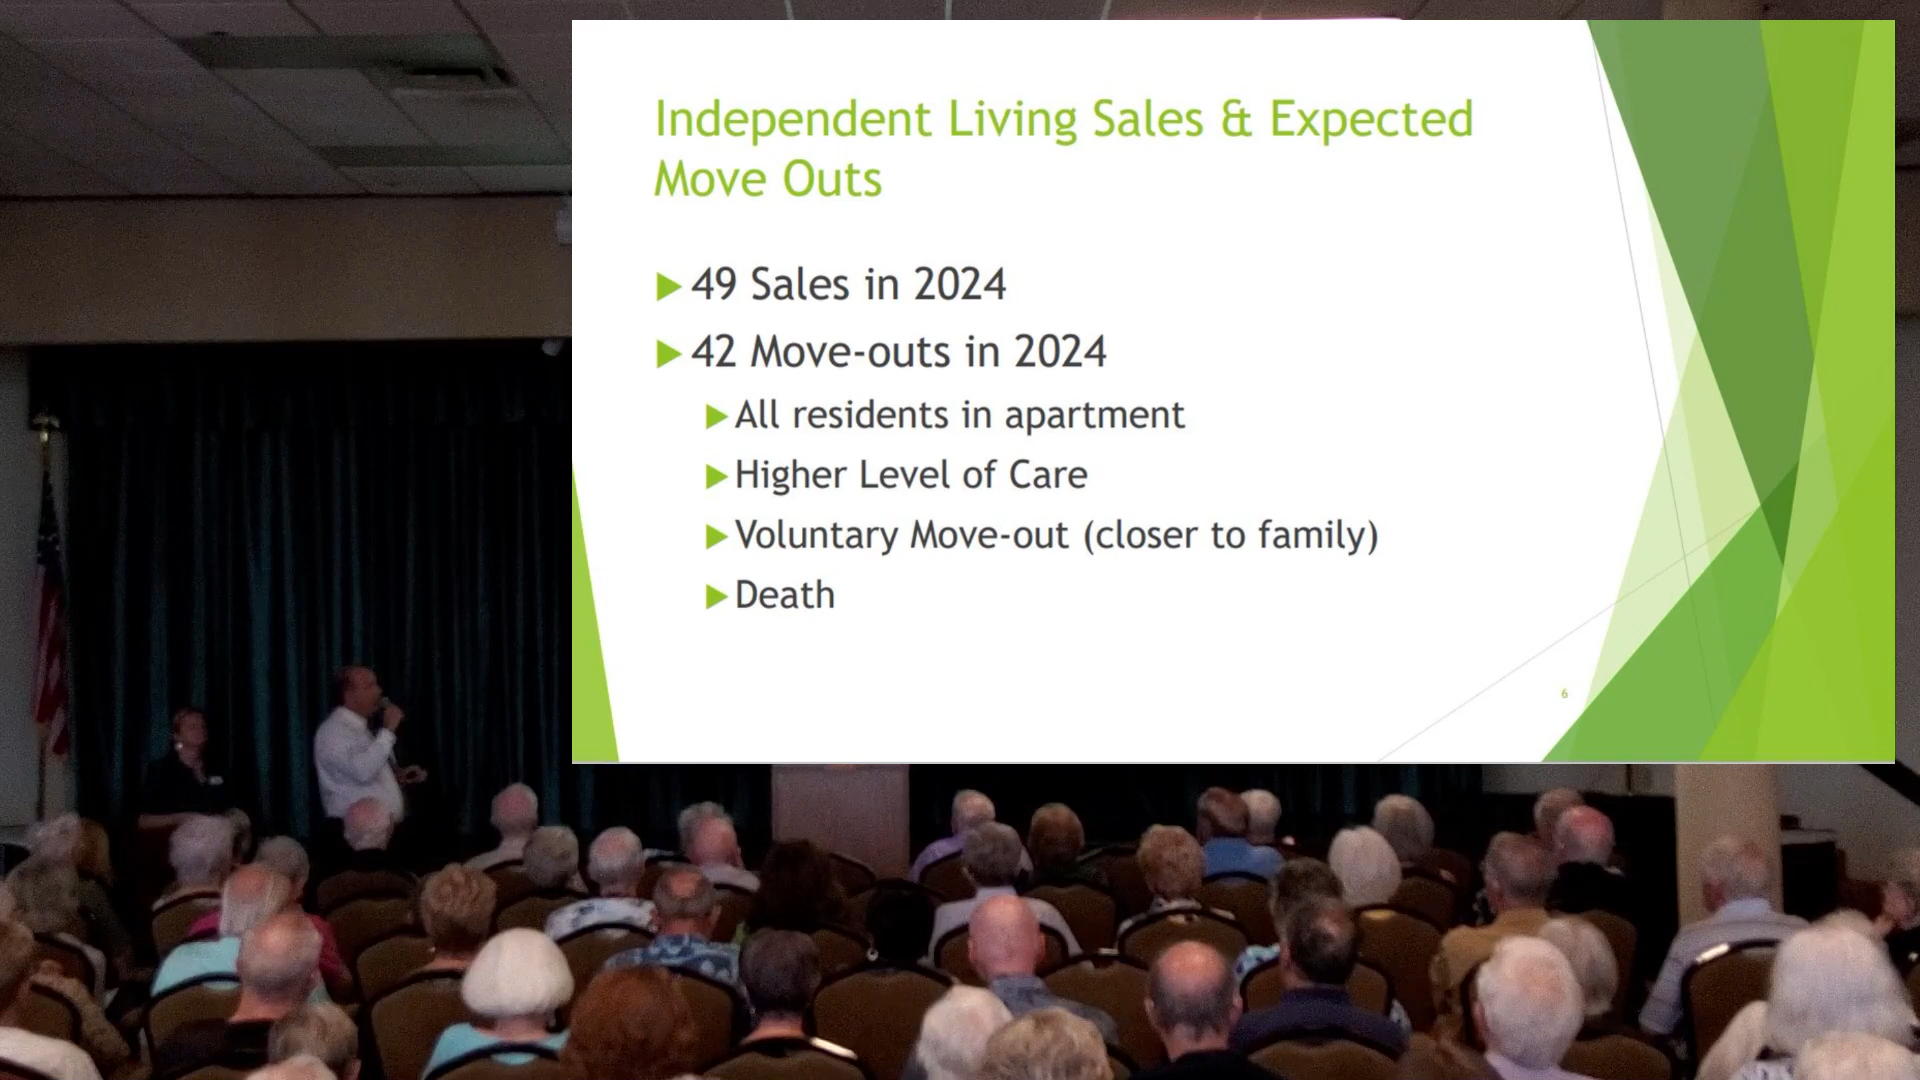 Independent Living Sales & Expected
Move Outs
49 Sales in 2024
42 Move-outs in 2024
All residents in apartment
Higher Level of Care
Voluntary Move-out (closer to family)
Death
6